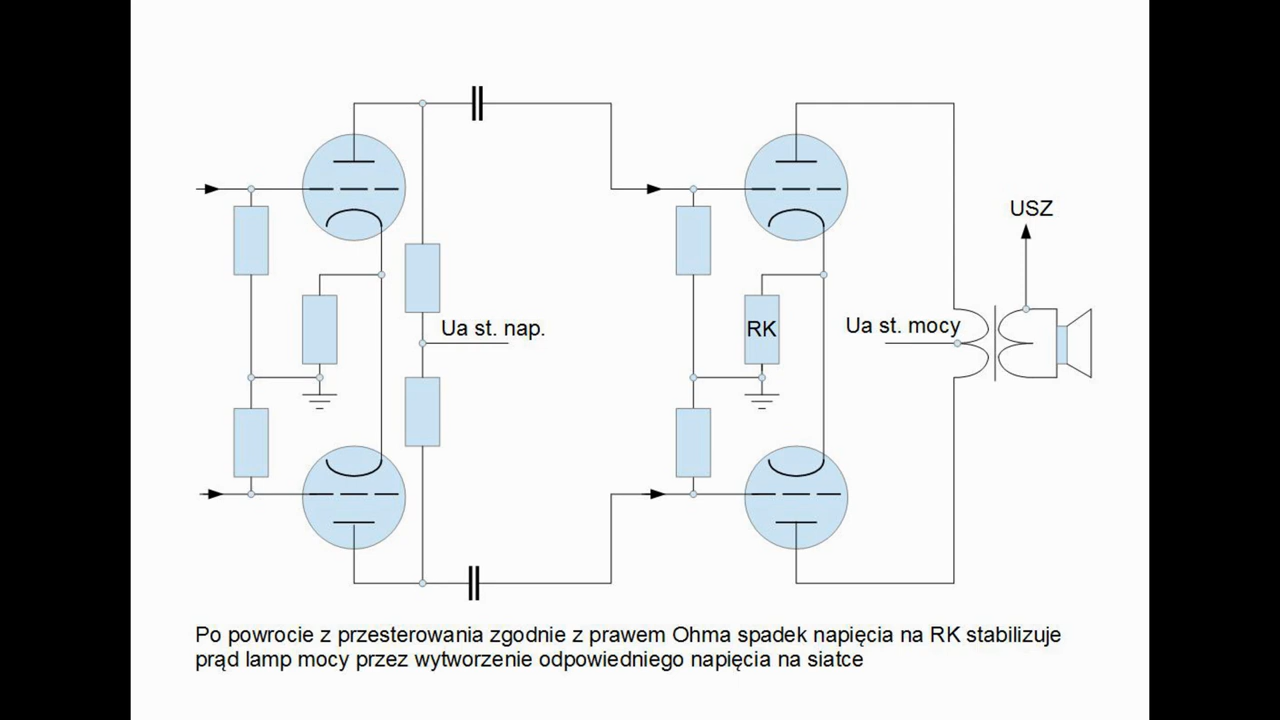 USZ
Ua st. nap.
RK
Ua st. mocy
Po powrocie z przesterowania zgodnie z prawem Ohma spadek napięcia na RK stabilizuje
prąd lamp mocy przez wytworzenie odpowiedniego napięcia na siatce